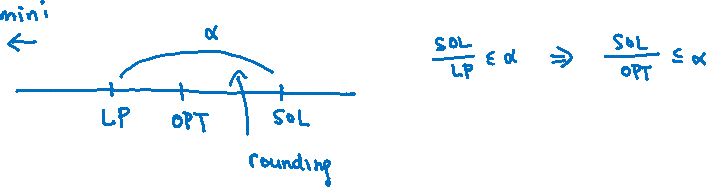 mini
α
LP OPT SOL
rounding
SOL/LP ≤ α ⇒ SOL/OPT ≤ α